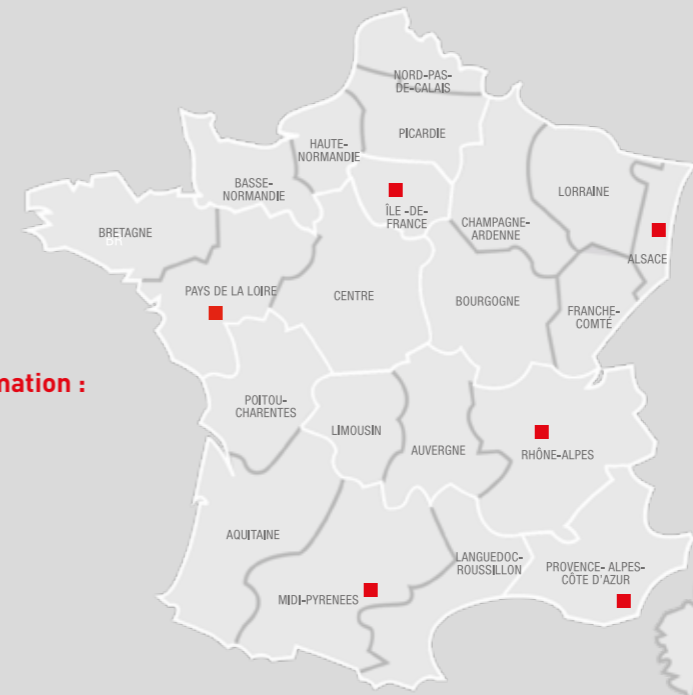 NORD-PAS-
DE-CALAIS
PICARDIE
HAUTE-
NORMANDIE
BASSE-
NORMANDIE
ÎLE -DE-
FRANCE
LORRAINE
CHAMPAGNE-
ARDENNE
BRETAGNE
BR
ALSACE
PAYS DE LA LOIRE
CENTRE
BOURGOGNE
FRANCHE-
COMTÉ
mation :
POITOU-
CHARENTES
LIMOUSIN
AUVERGNE
RHÔNE-ALPES
AQUITAINE
LANGUEDOC-
ROUSSILLON
PROVENCE- ALPES-
CÔTE D'AZUR
MIDI-PYRENEES